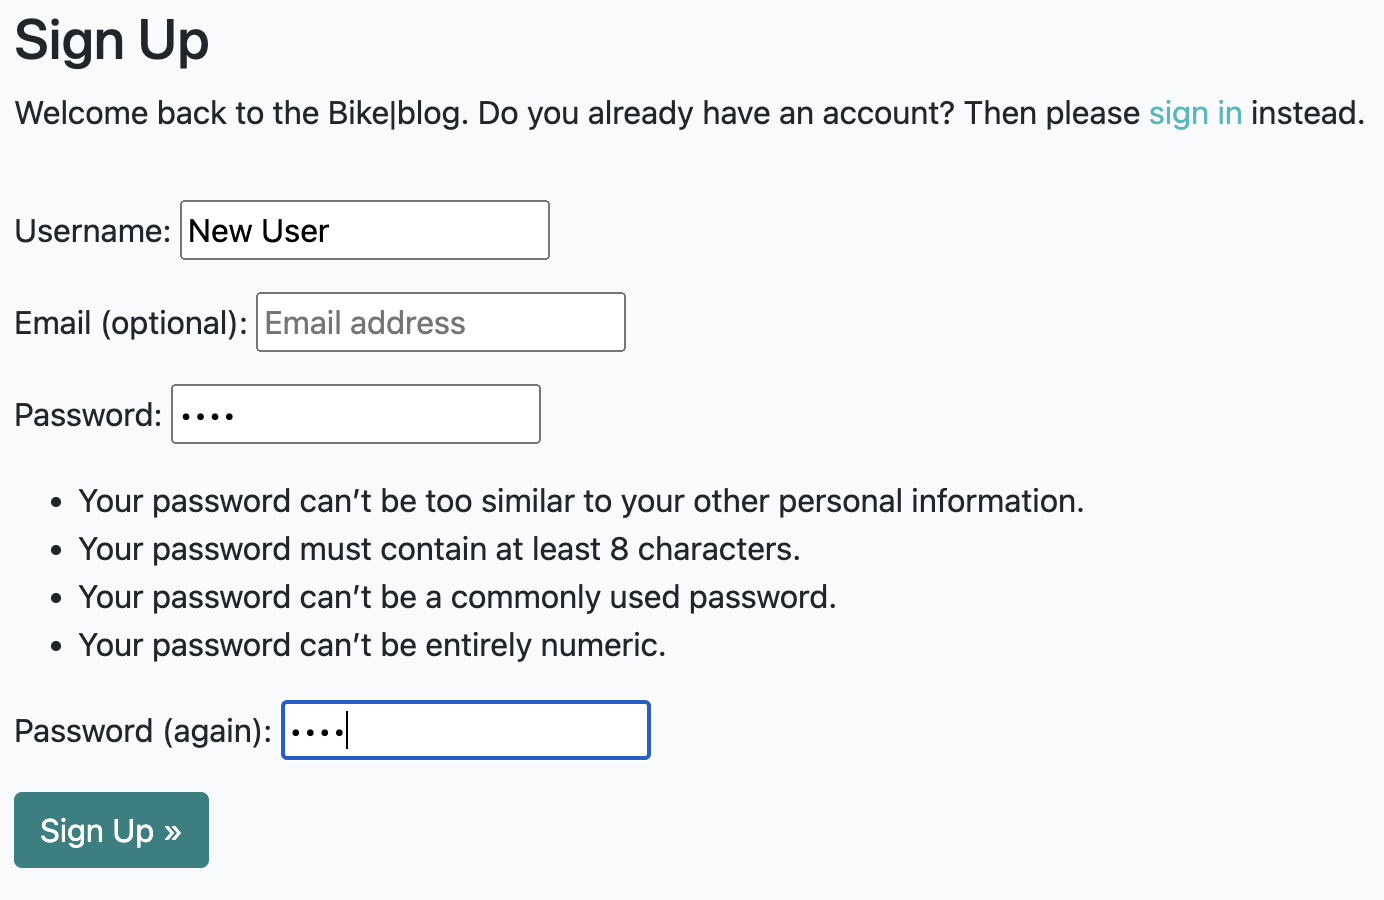 Sign Up
Welcome back to the Bike|blog. Do you already have an account? Then please sign in instead.
Username: New User
Email (optional): Email address
Password: ••••
• Your password can’t be too similar to your other personal information.
• Your password must contain at least 8 characters.
• Your password can’t be a commonly used password.
• Your password can’t be entirely numeric.
Password (again): ••••
Sign Up »